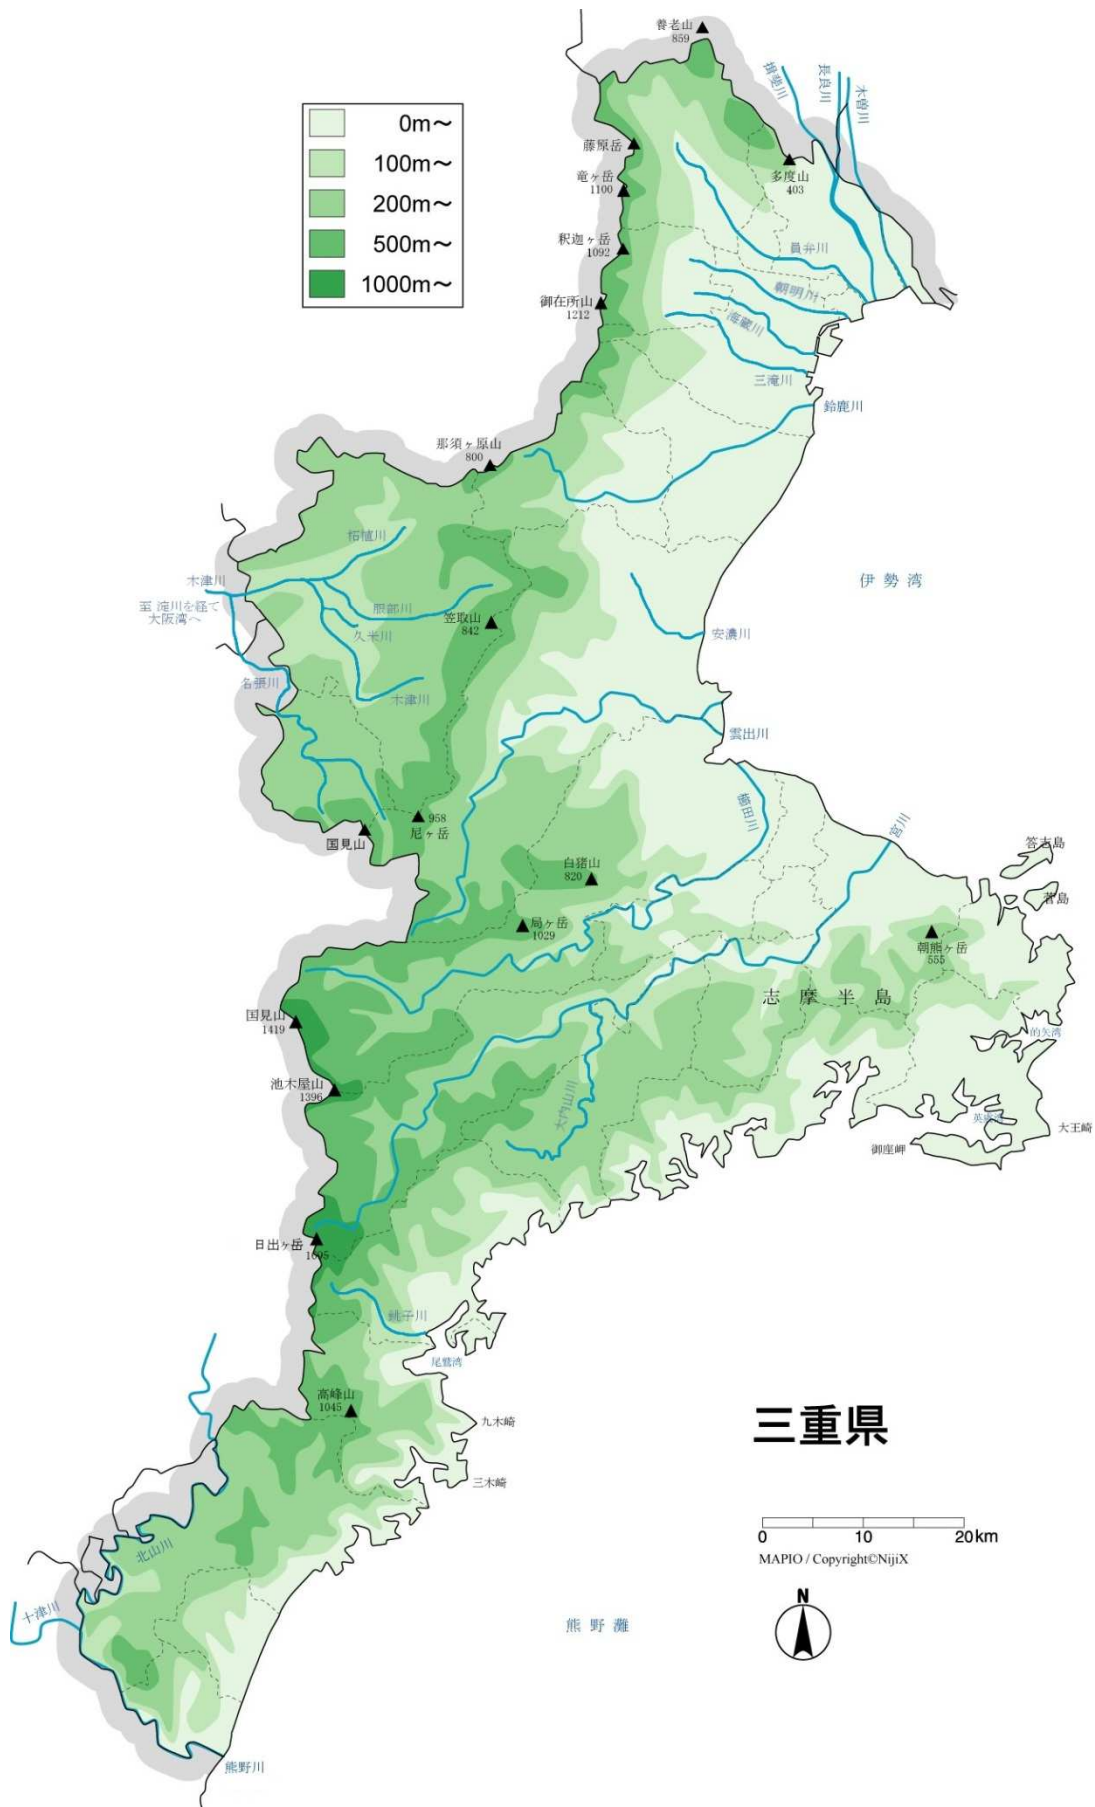 養老山
859
揖斐川
長良川
木曽川
0m～
100m～
200m～
500m～
1000m～
藤原岳
多度山
403
竜ヶ岳
1100
釈迦ヶ岳
1092
員弁川
朝明川
御在所山
1212
海蔵川
三滝川
鈴鹿川
那須ヶ原山
800
柘植川
木津川
至 淀川を経て
大阪湾へ
伊勢湾
服部川
笠取山
842
久米川
安濃川
名張川
木津川
雲出川
櫛田川
958
尼ヶ岳
国見山
宮川
答志島
白猪山
820
菅島
局ヶ岳
1029
朝熊ヶ岳
555
志摩半島
国見山
1419
的矢湾
池木屋山
1396
大内山川
英虞湾
大王崎
御座岬
日出ヶ岳
1695
銚子川
尾鷲湾
高峰山
1045
九木崎
三重県
三木崎
0 10 20km
MAPIO / Copyright©NijiX
北山川
N
十津川
熊野灘
熊野川